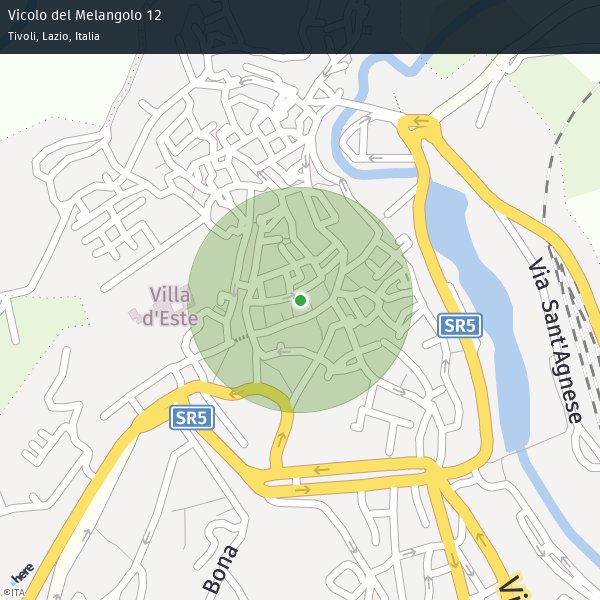 Vicolo del Melangolo 12
Tivoli, Lazio, Italia
Villa
d'Este
SR5
Via Sant'Agnese
SR5
Bona
Vi
here
©ITA